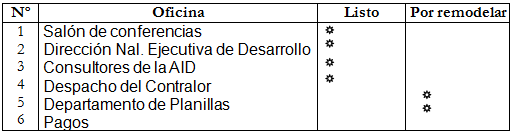 N° Oficina Listo Por remodelar
1 Salón de conferencias ✡
2 Dirección Nal. Ejecutiva de Desarrollo ✡
3 Consultores de la AID ✡
4 Despacho del Contralor ✡
5 Departamento de Planillas ✡
6 Pagos ✡